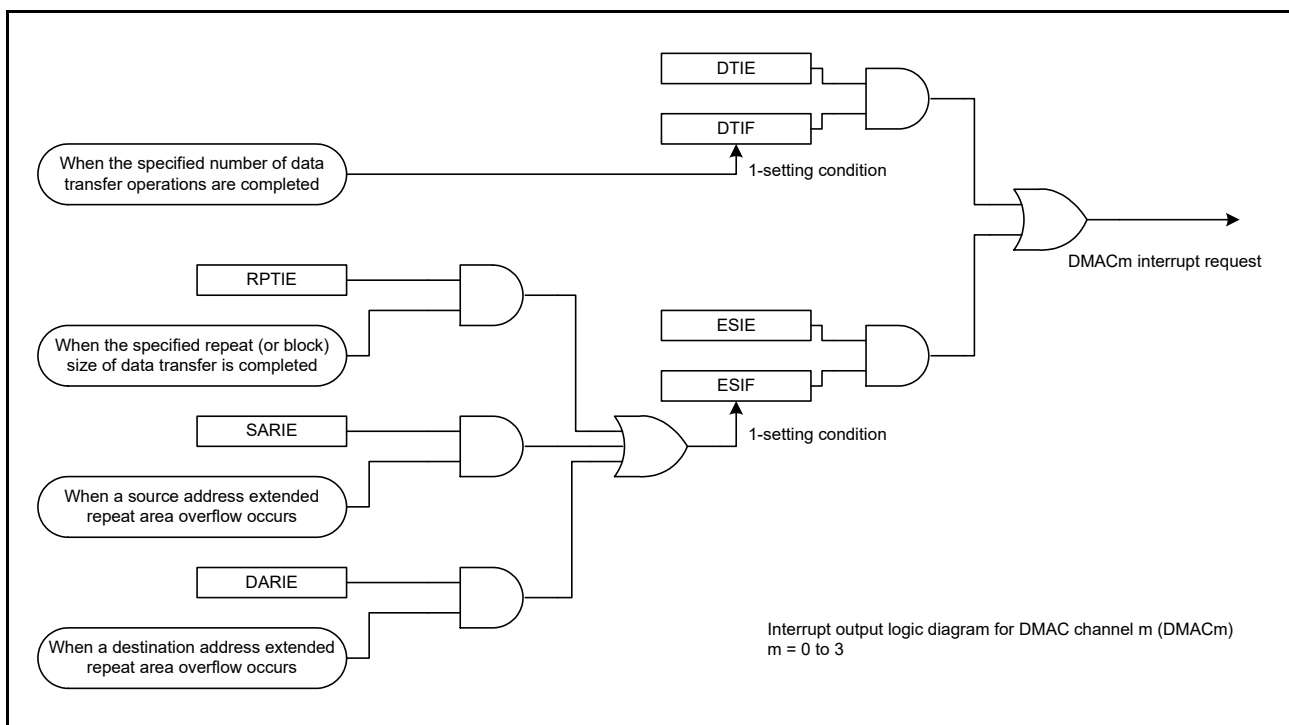 DTIE
DTIF
When the specified number of data
transfer operations are completed
1-setting condition
DMACm interrupt request
RPTIE
When the specified repeat (or block)
size of data transfer is completed
ESIE
ESIF
1-setting condition
SARIE
When a source address extended
repeat area overflow occurs
DARIE
When a destination address extended
repeat area overflow occurs
Interrupt output logic diagram for DMAC channel m (DMACm)
m = 0 to 3